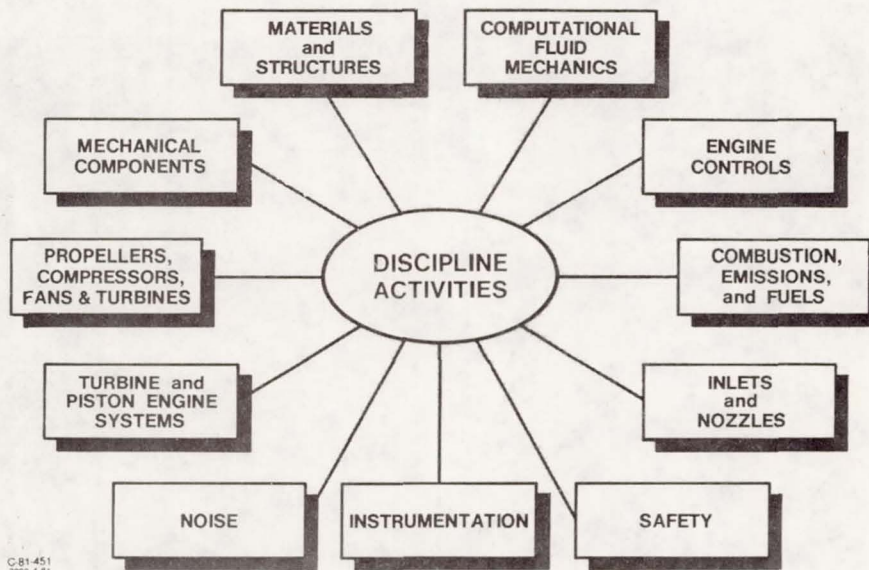 MATERIALS
and
STRUCTURES
COMPUTATIONAL
FLUID
MECHANICS
MECHANICAL
COMPONENTS
ENGINE
CONTROLS
PROPELLERS,
COMPRESSORS,
FANS & TURBINES
DISCIPLINE
ACTIVITIES
COMBUSTION,
EMISSIONS,
and FUELS
TURBINE and
PISTON ENGINE
SYSTEMS
INLETS
and
NOZZLES
NOISE
INSTRUMENTATION
SAFETY
C-81-451